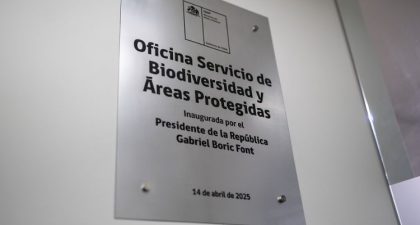 Oficina Servicio de
Biodiversidad y
Áreas Protegidas
Inaugurada por el
Presidente de la República
Gabriel Boric Font
14 de abril de 2025